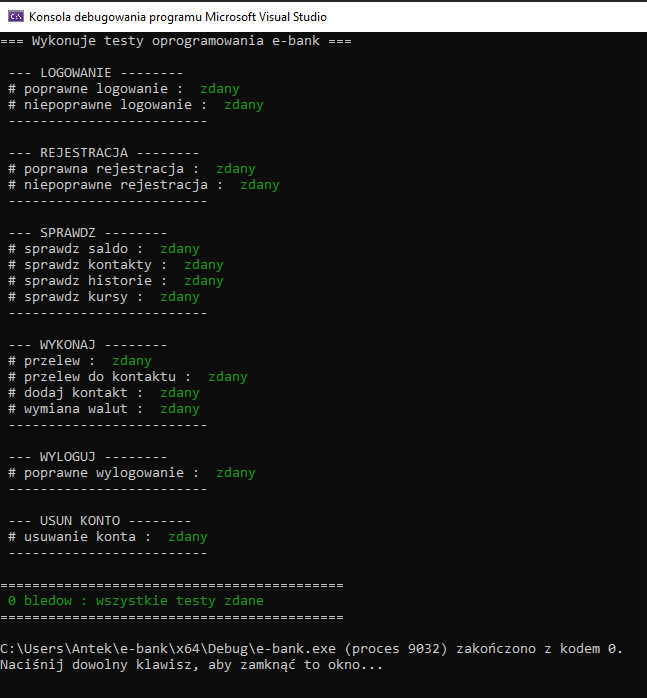 Konsola debugowania programu Microsoft Visual Studio
=== Wykonuje testy oprogramowania e-bank ===
--- LOGOWANIE --------
# poprawne logowanie :  zdany
# niepoprawne logowanie :  zdany
-------------------------
--- REJESTRACJA --------
# poprawna rejestracja :  zdany
# niepoprawne rejestracja :  zdany
-------------------------
--- SPRAWDZ --------
# sprawdz saldo :  zdany
# sprawdz kontakty :  zdany
# sprawdz historie :  zdany
# sprawdz kursy :  zdany
-------------------------
--- WYKONAJ --------
# przelew :  zdany
# przelew do kontaktu :  zdany
# dodaj kontakt :  zdany
# wymiana walut :  zdany
-------------------------
--- WYLOGUJ --------
# poprawne wylogowanie :  zdany
-------------------------
--- USUN KONTO --------
# usuwanie konta :  zdany
-------------------------
===========================================
0 bledow : wszystkie testy zdane
===========================================
C:\Users\Antek\e-bank\x64\Debug\e-bank.exe (proces 9032) zakończono z kodem 0.
Naciśnij dowolny klawisz, aby zamknąć to okno...